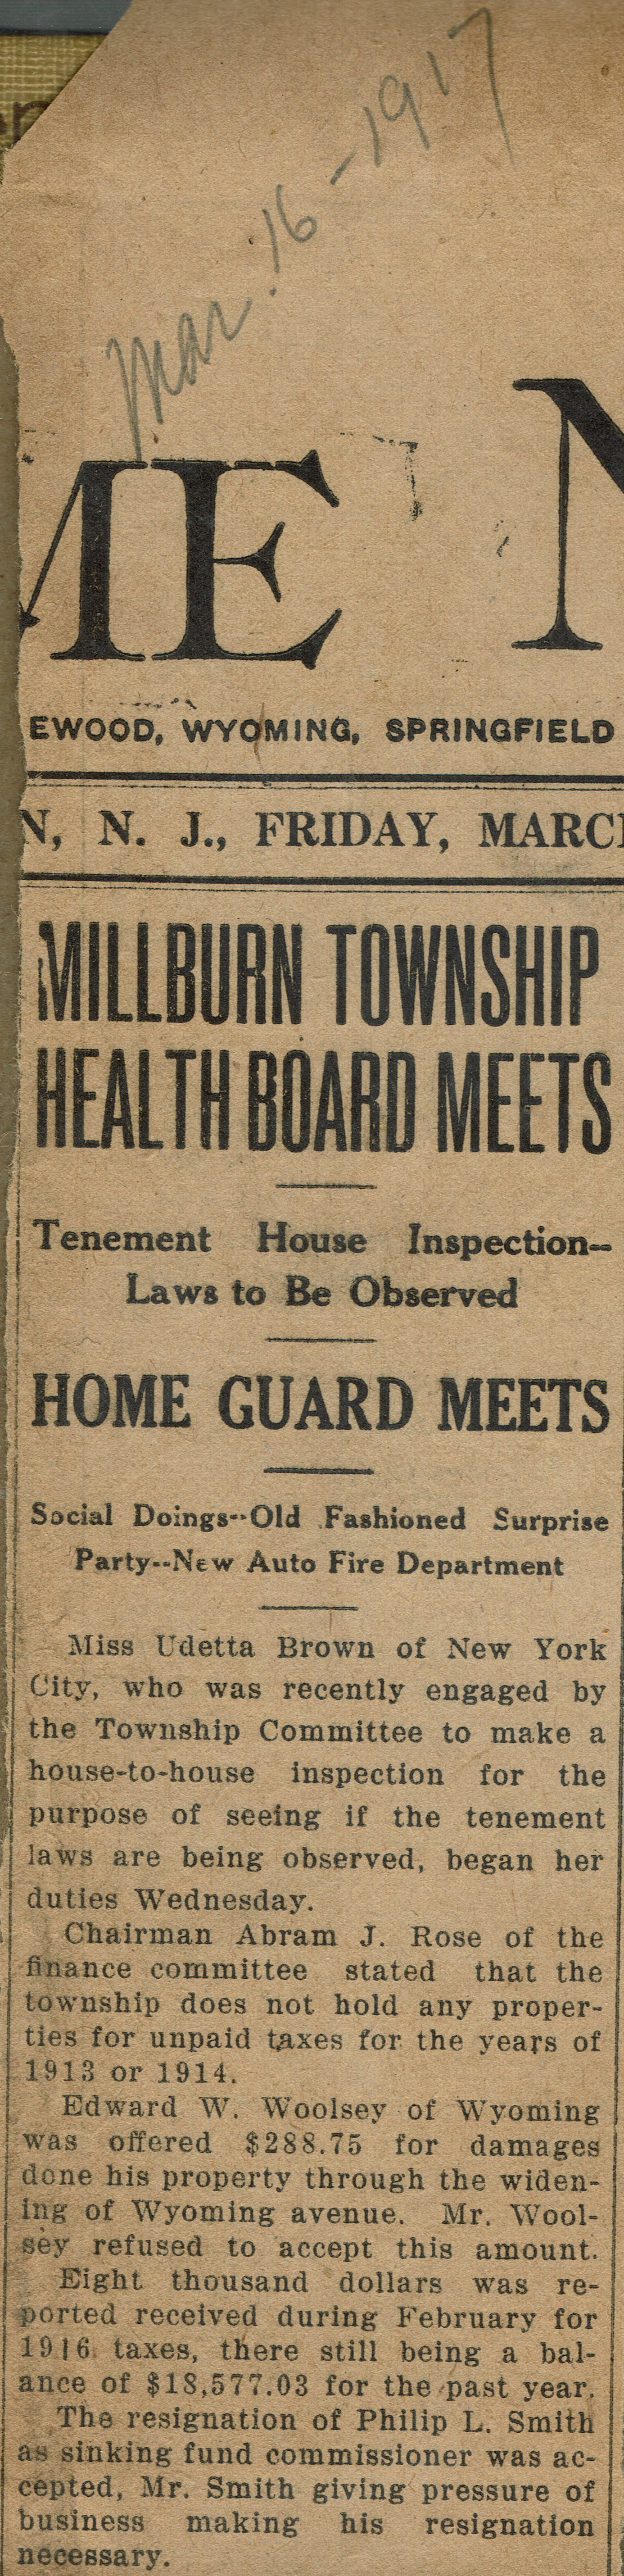 Mar. 16-1917
ME N
EWOOD, WYOMING, SPRINGFIELD
N, N. J., FRIDAY, MARCH
MILLBURN TOWNSHIP
HEALTH BOARD MEETS
Tenement House Inspection--
Laws to Be Observed
HOME GUARD MEETS
Social Doings--Old Fashioned Surprise
Party--New Auto Fire Department
Miss Udetta Brown of New York
City, who was recently engaged by
the Township Committee to make a
house-to-house inspection for the
purpose of seeing if the tenement
laws are being observed, began her
duties Wednesday.
Chairman Abram J. Rose of the
finance committee stated that the
township does not hold any proper-
ties for unpaid taxes for the years of
1913 or 1914.
Edward W. Woolsey of Wyoming
was offered $288.75 for damages
done his property through the widen-
ing of Wyoming avenue. Mr. Wool-
sey refused to accept this amount.
Eight thousand dollars was re-
ported received during February for
1916 taxes, there still being a bal-
ance of $18,577.03 for the past year.
The resignation of Philip L. Smith
as sinking fund commissioner was ac-
cepted, Mr. Smith giving pressure of
business making his resignation
necessary.